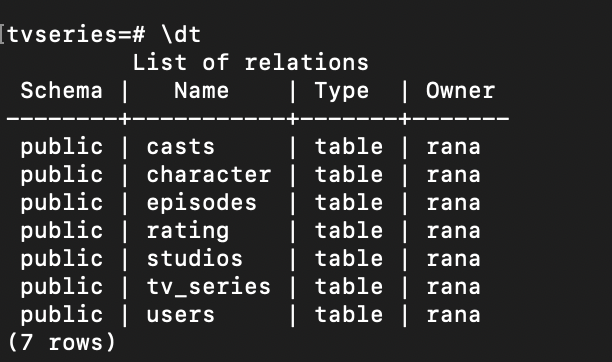 tvseries=# \dt
           List of relations
 Schema |   Name    | Type  | Owner
--------+-----------+-------+-------
 public | casts     | table | rana
 public | character | table | rana
 public | episodes  | table | rana
 public | rating    | table | rana
 public | studios   | table | rana
 public | tv_series | table | rana
 public | users     | table | rana
(7 rows)